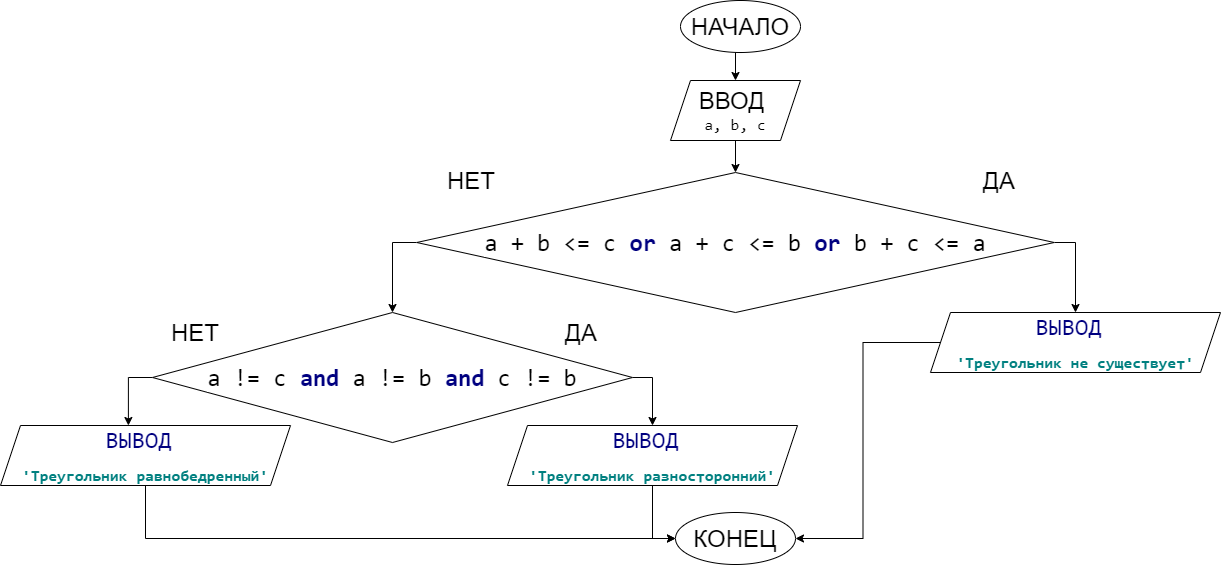 НАЧАЛО
ВВОД
a, b, c
НЕТ
ДА
a + b <= c or a + c <= b or b + c <= a
НЕТ
ДА
ВЫВОД
'Треугольник не существует'
a != c and a != b and c != b
ВЫВОД
'Треугольник равнобедренный'
ВЫВОД
'Треугольник разносторонний'
КОНЕЦ